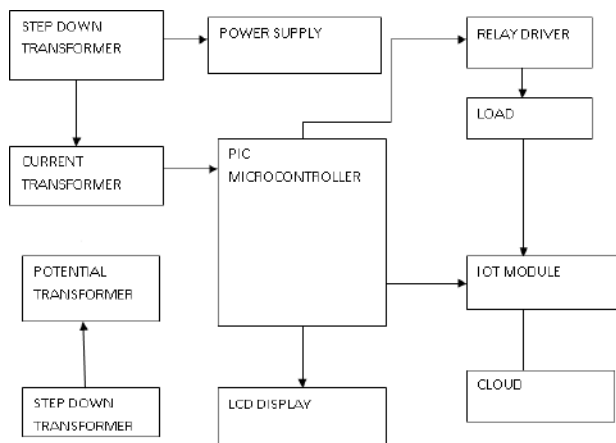 STEP DOWN
TRANSFORMER
POWER SUPPLY
RELAY DRIVER
LOAD
CURRENT
TRANSFORMER
PIC
MICROCONTROLLER
POTENTIAL
TRANSFORMER
IOT MODULE
STEP DOWN
TRANSFORMER
LCD DISPLAY
CLOUD